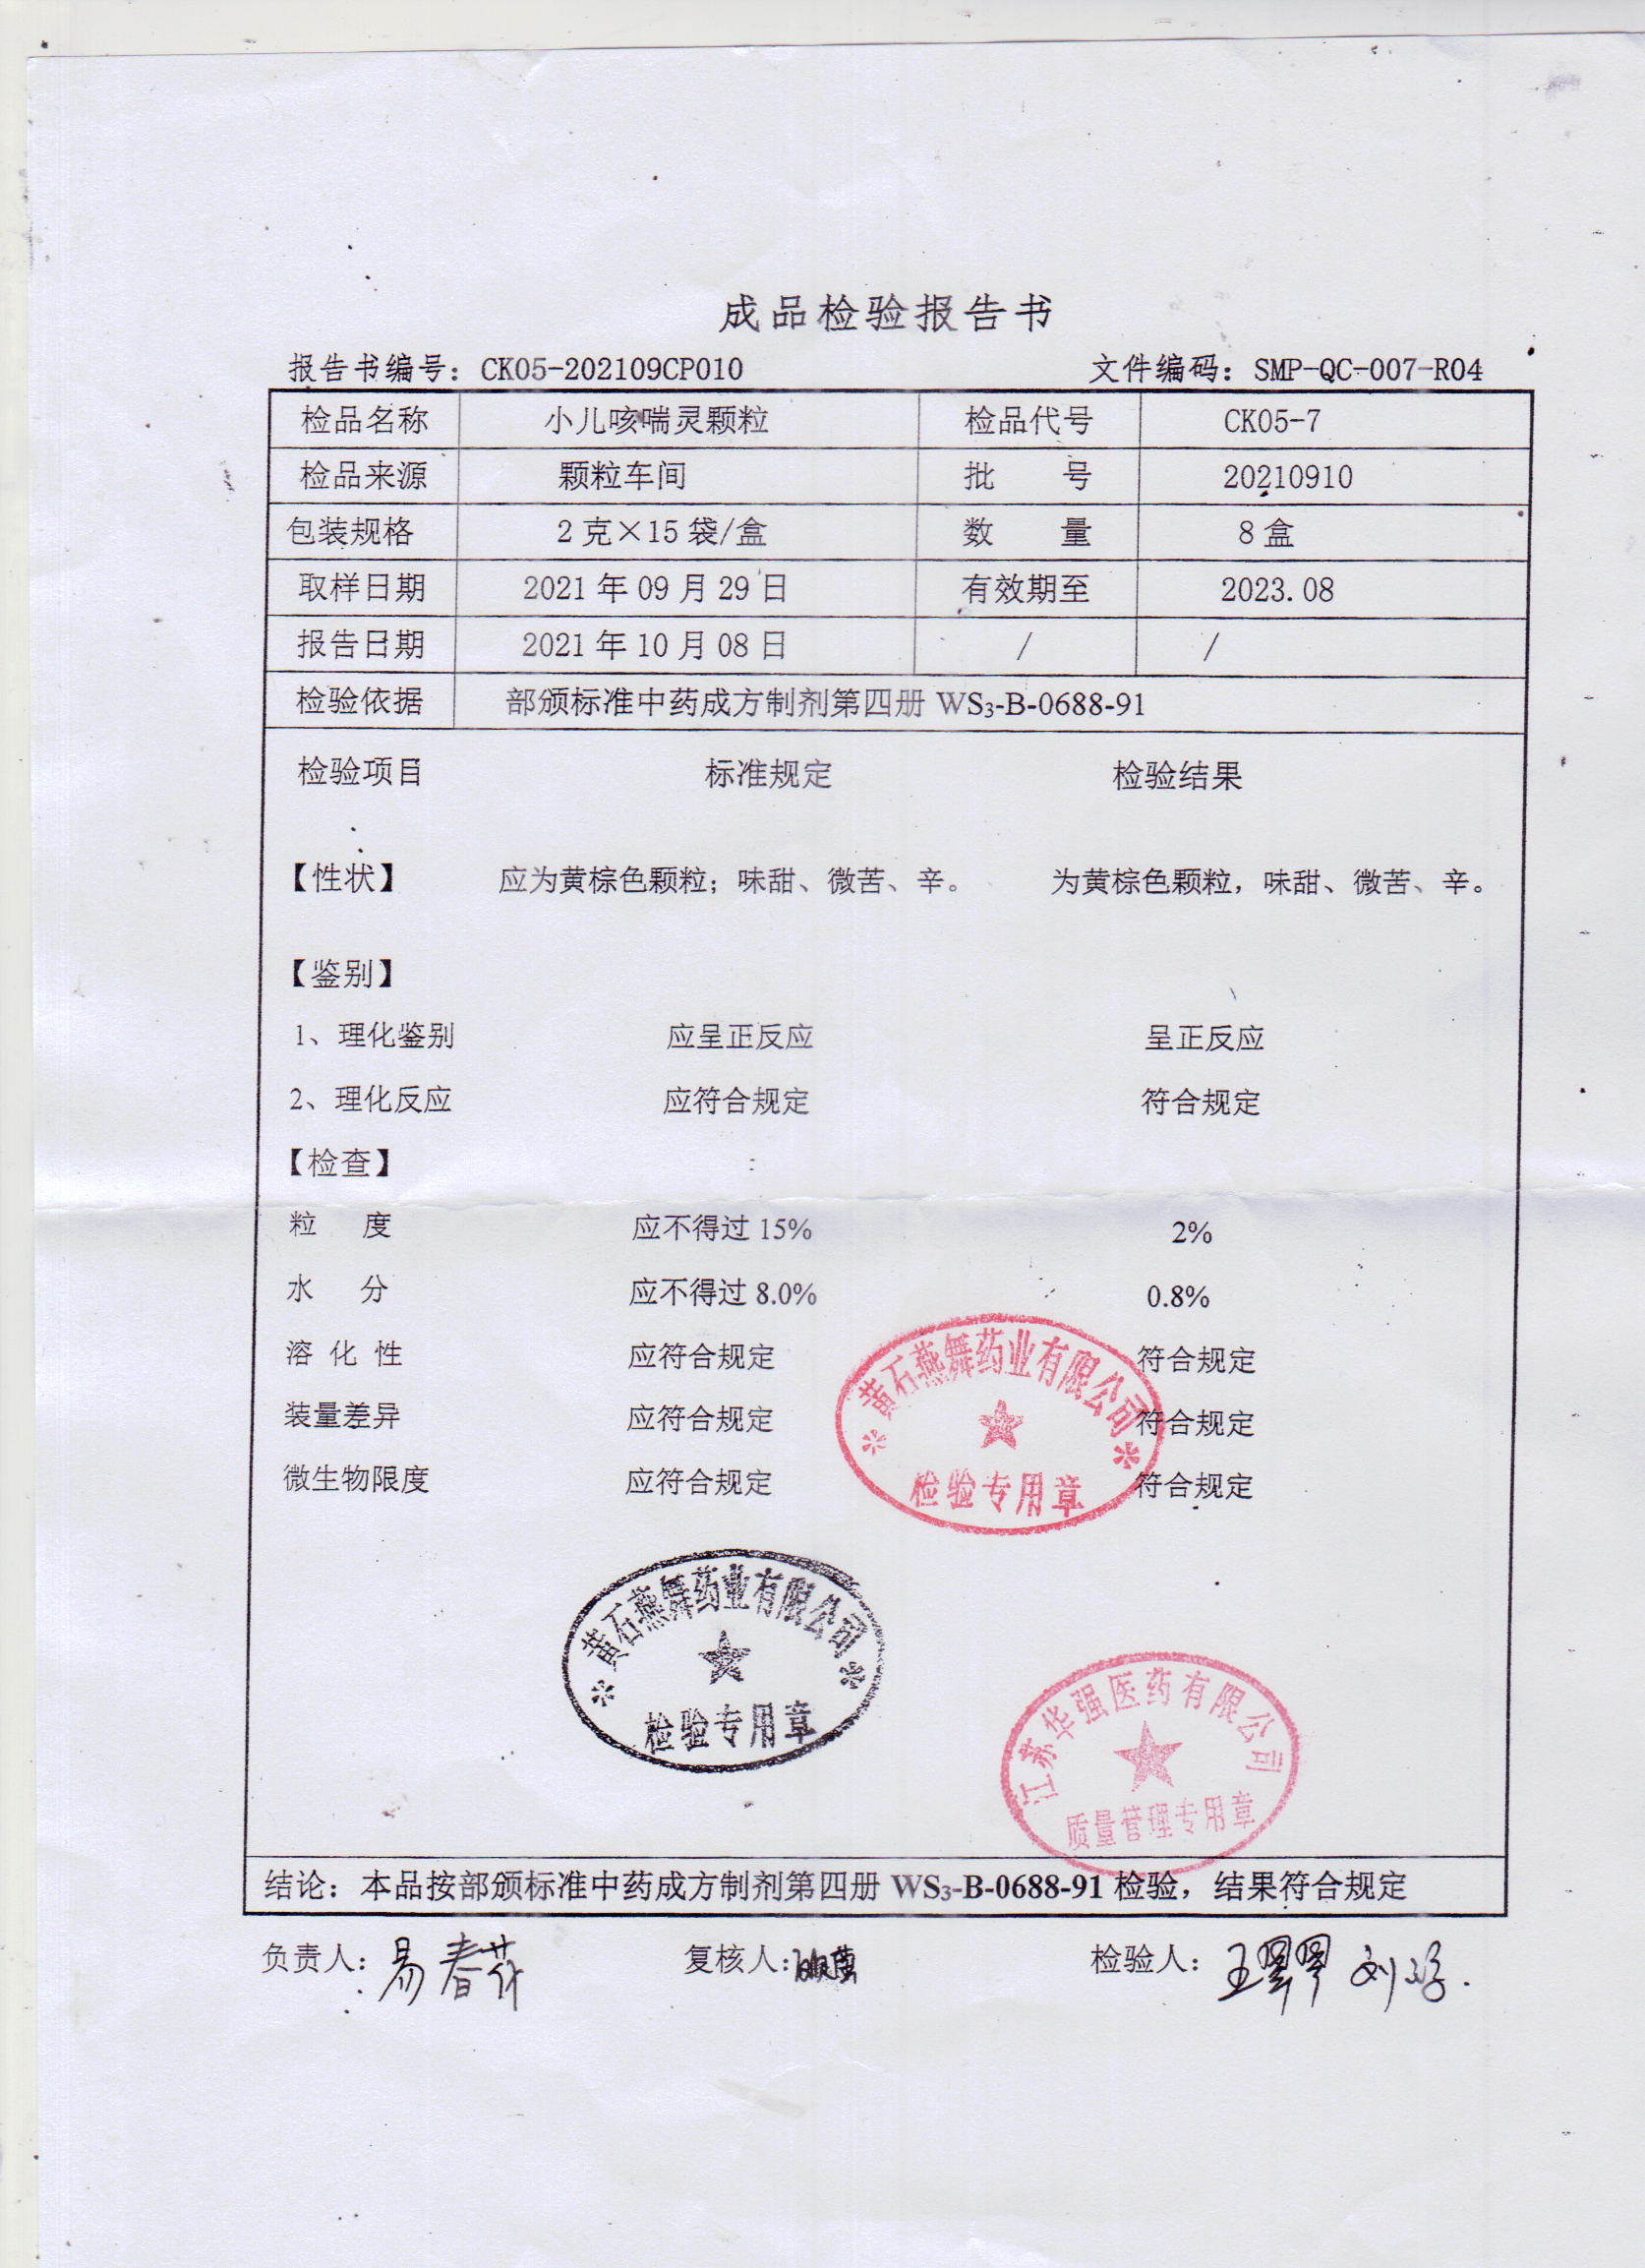 成品检验报告书
报告书编号：CK05-202109CP010 文件编码：SMP-QC-007-R04
检品名称 小儿咳喘灵颗粒 检品代号 CK05-7
检品来源 颗粒车间 批 号 20210910
包装规格 2克×15袋/盒 数 量 8盒
取样日期 2021年09月29日 有效期至 2023.08
报告日期 2021年10月08日 / /
检验依据 部颁标准中药成方制剂第四册 WS₃-B-0688-91
检验项目 标准规定 检验结果
【性状】 应为黄棕色颗粒；味甜、微苦、辛。 为黄棕色颗粒，味甜、微苦、辛。
【鉴别】
1、理化鉴别 应呈正反应 呈正反应
2、理化反应 应符合规定 符合规定
【检查】
粒 度 应不得过15% 2%
水 分 应不得过8.0% 0.8%
溶 化 性 应符合规定 符合规定
装量差异 应符合规定 符合规定
微生物限度 应符合规定 符合规定
黄石燕舞药业有限公司
检验专用章
黄石燕舞药业有限公司
检验专用章
江苏华强医药有限公司
质量管理专用章
结论：本品按部颁标准中药成方制剂第四册 WS₃-B-0688-91 检验，结果符合规定
负责人：易春 复核人： 检验人：王 刘